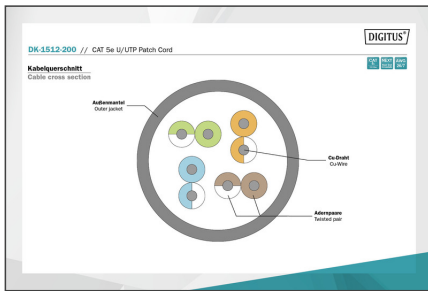 DIGITUS®
DK-1512-200 // CAT 5e U/UTP Patch Cord
Kabelquerschnitt
Cable cross section
Außenmantel
Outer jacket
Cu-Draht
Cu-Wire
Adernpaare
Twisted pair